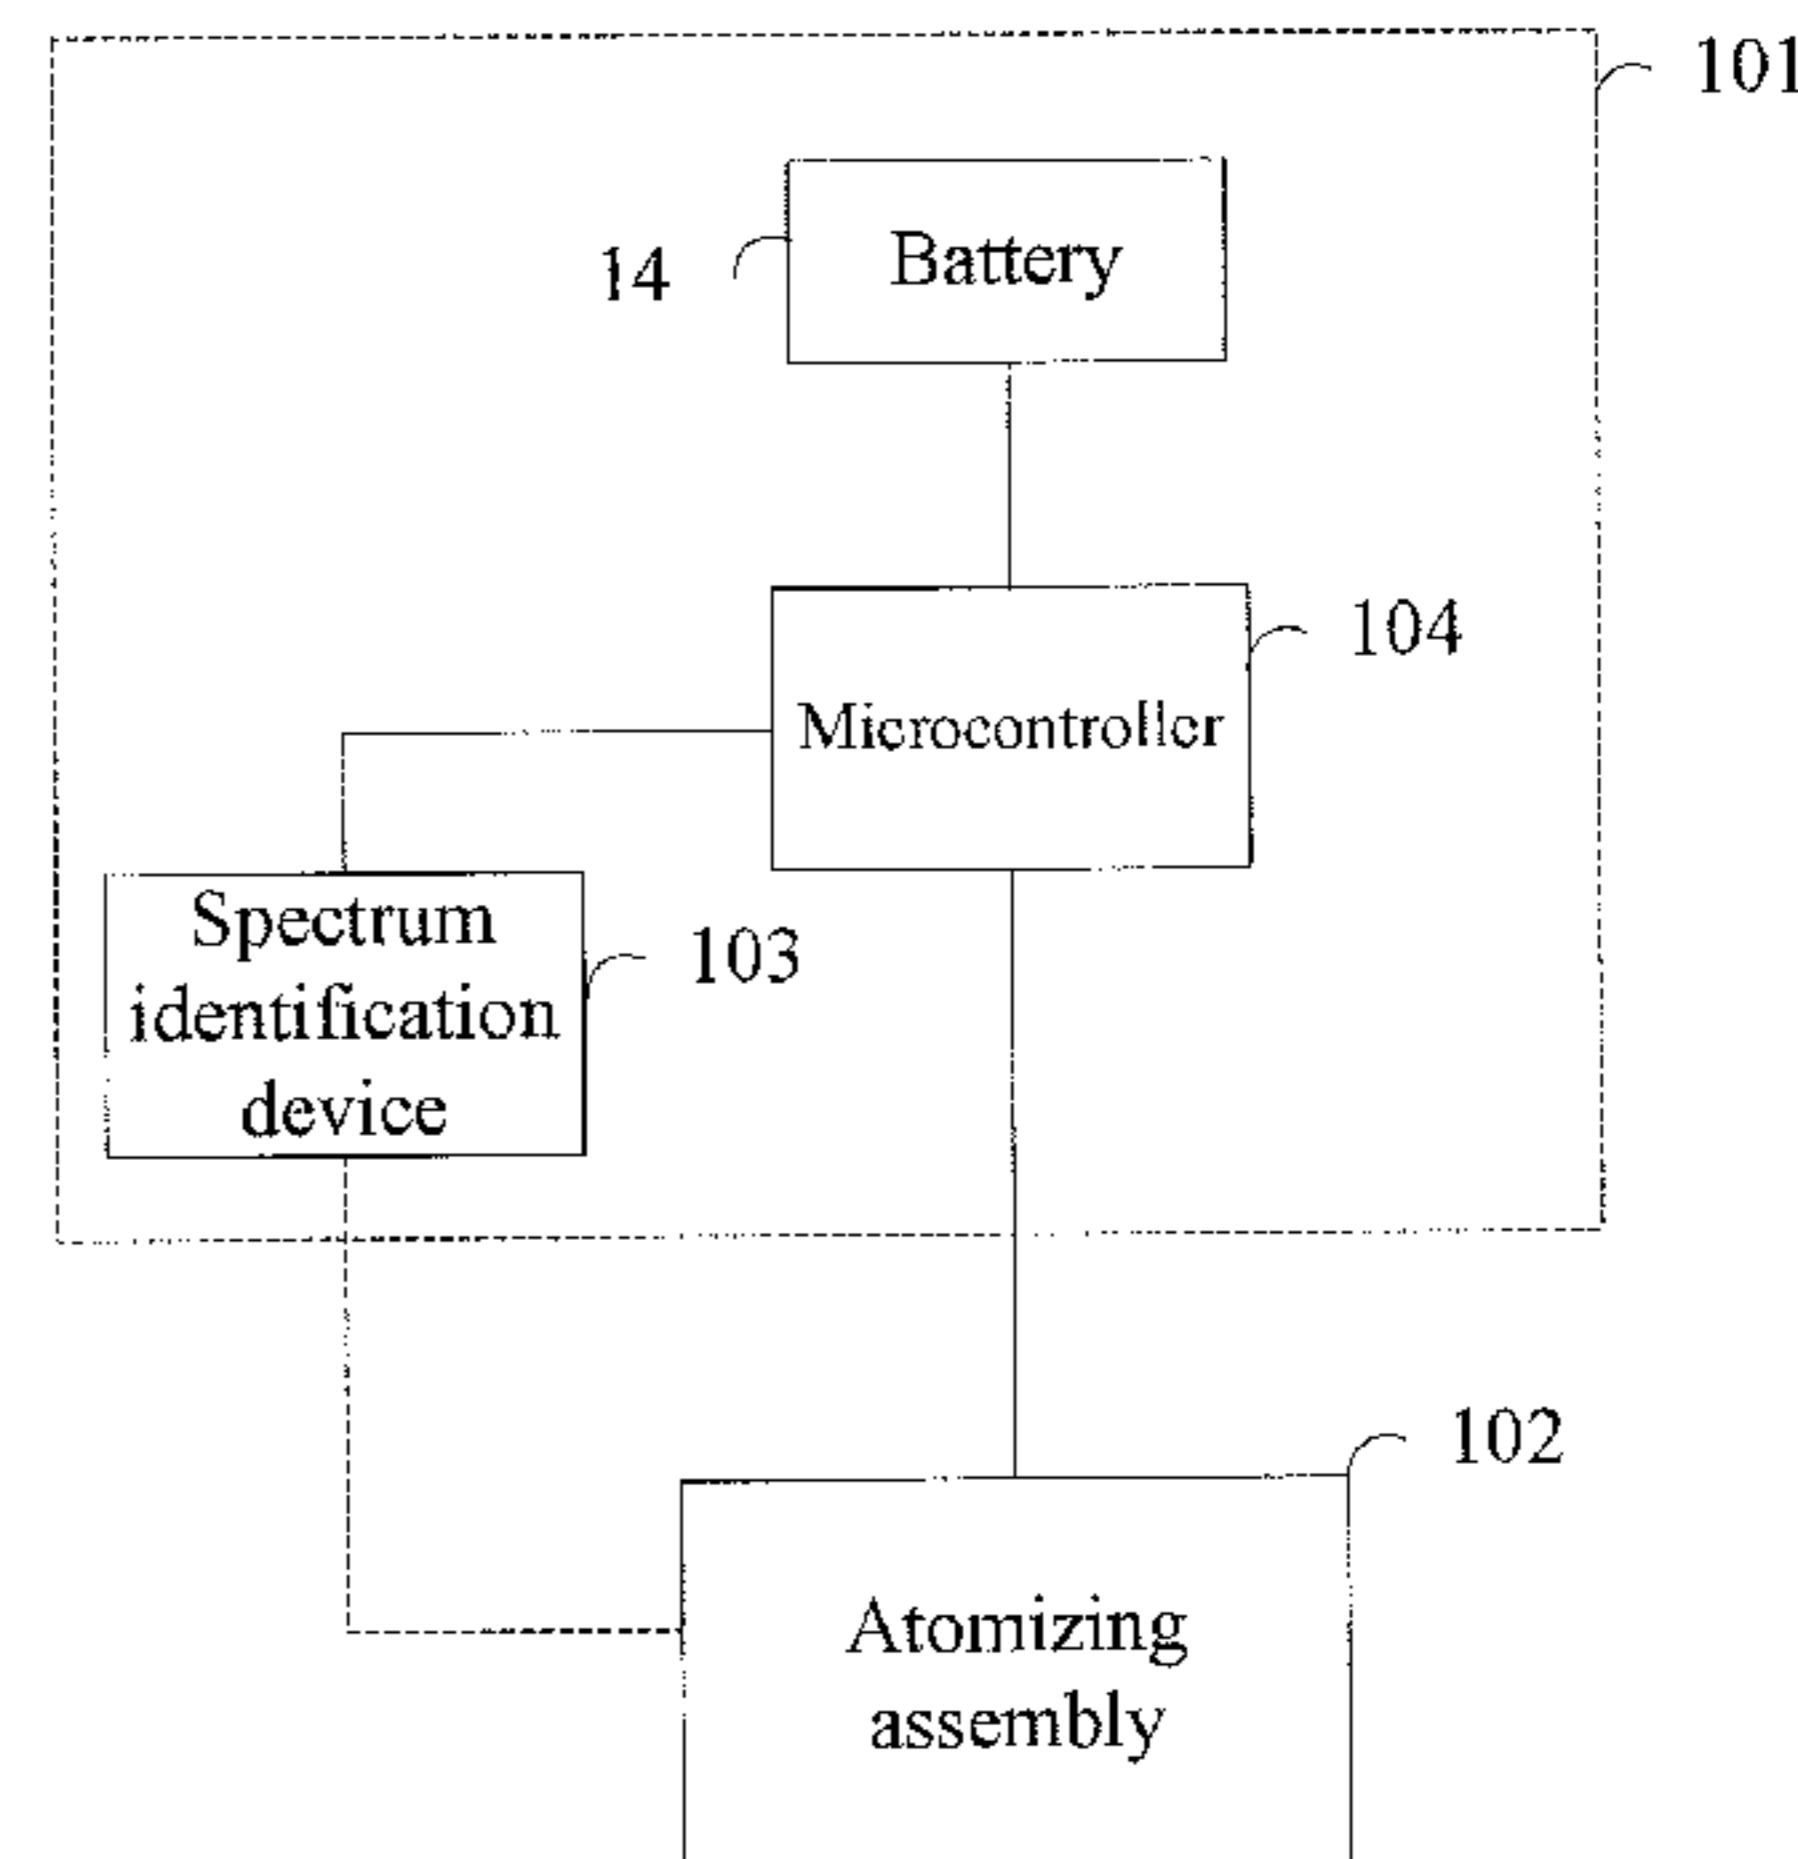 101
14
Battery
104
Microcontroller
Spectrum
identification
device
103
102
Atomizing
assembly